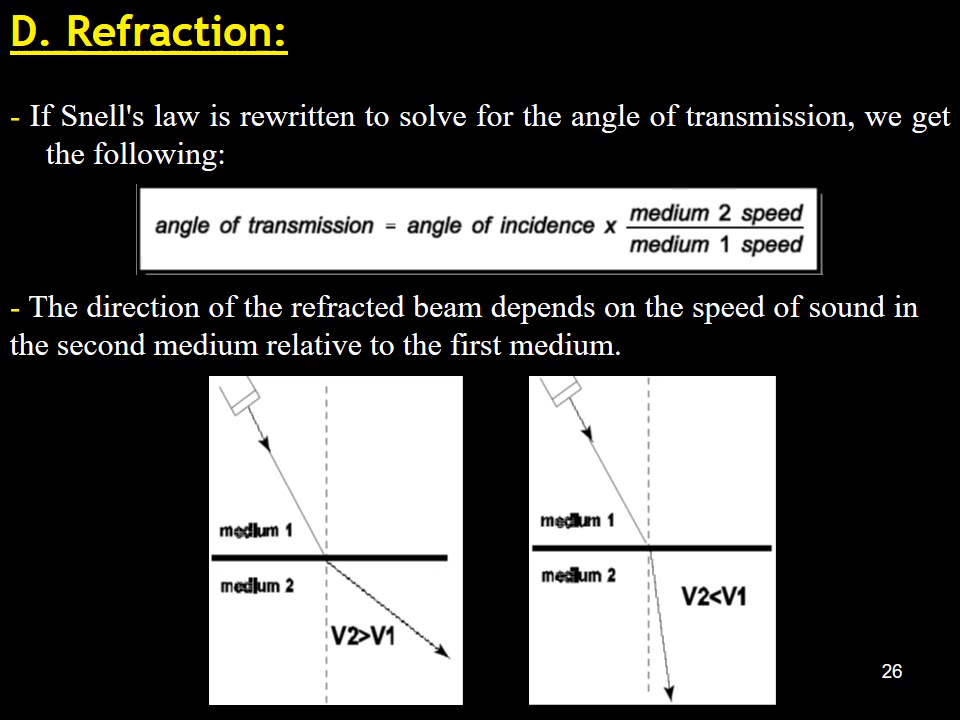 D. Refraction:
- If Snell's law is rewritten to solve for the angle of transmission, we get
the following:
angle of transmission = angle of incidence x medium 2 speed
medium 1 speed
- The direction of the refracted beam depends on the speed of sound in
the second medium relative to the first medium.
medium 1
medium 2
V2>V1
medium 1
medium 2
V2<V1
26